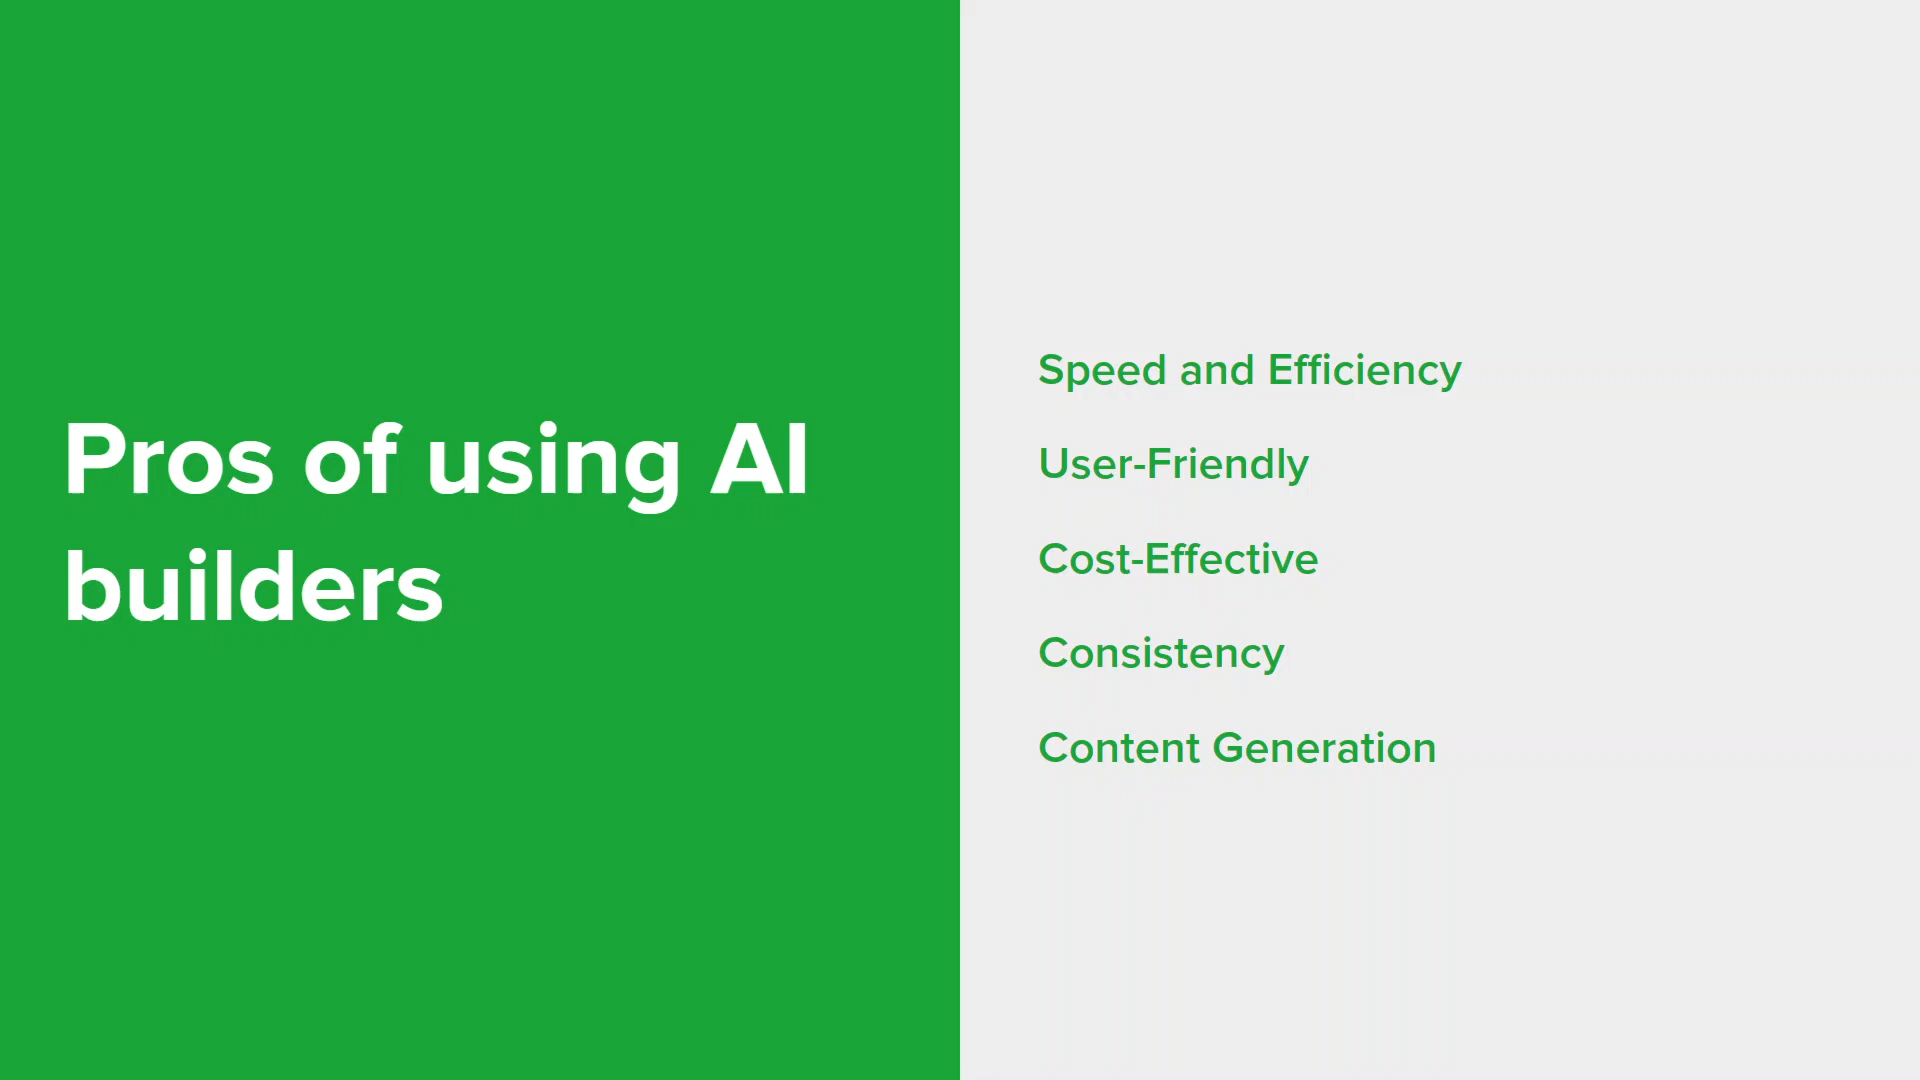 Pros of using AI
builders
Speed and Efficiency
User-Friendly
Cost-Effective
Consistency
Content Generation